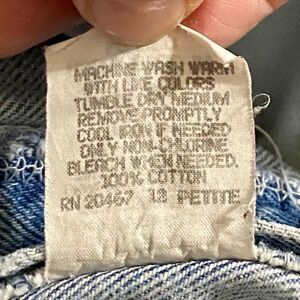 MACHINE WASH WARM
WITH LIKE COLORS
TUMBLE DRY MEDIUM
REMOVE PROMPTLY
COOL IRON IF NEEDED
ONLY NON-CHLORINE
BLEACH WHEN NEEDED.
100% COTTON
RN 20467 12 PETITE